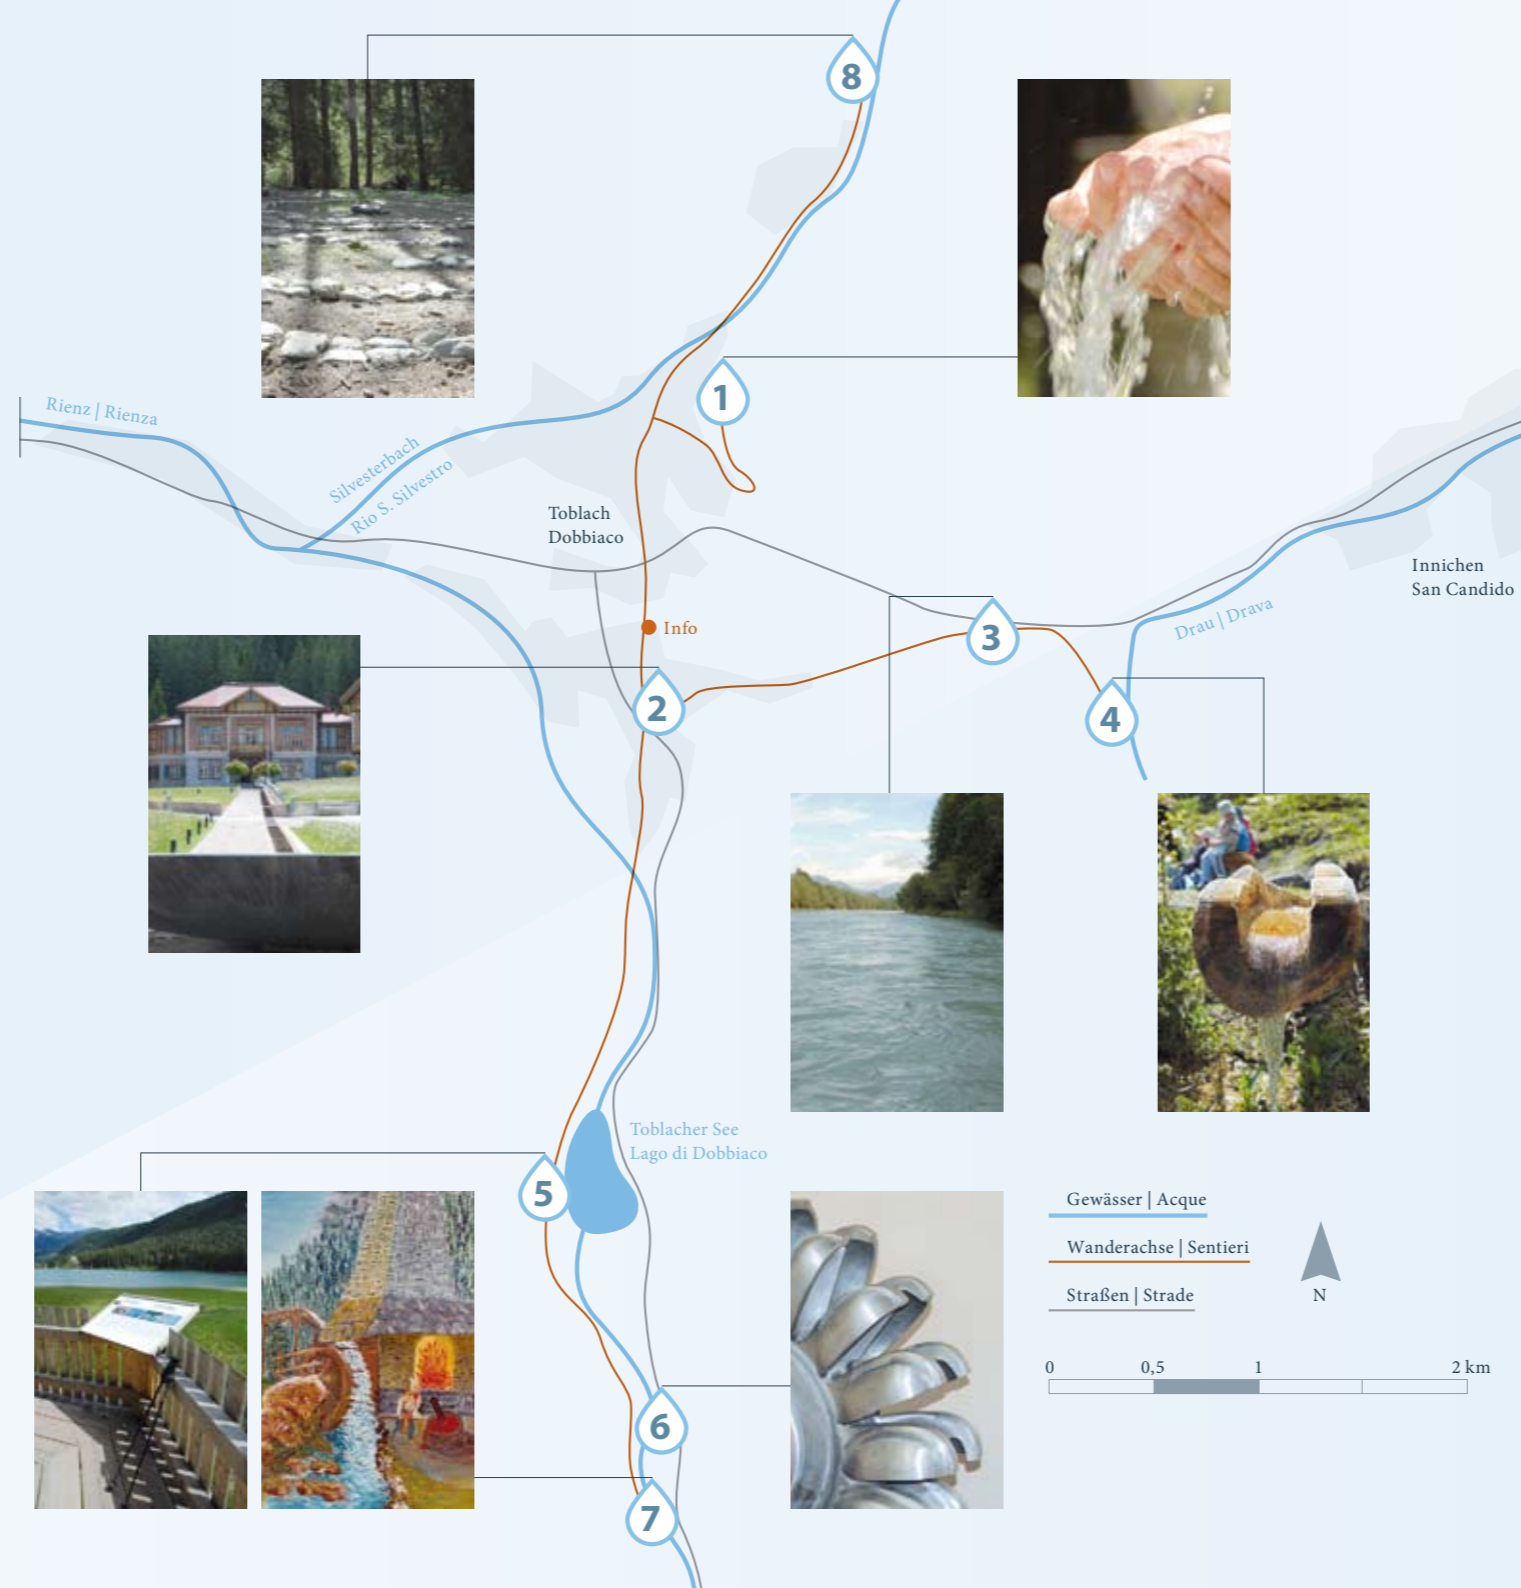 8
1
Rienz | Rienza
Silvesterbach
Rio S. Silvestro
Toblach
Dobbiaco
Innichen
San Candido
Drau | Drava
Info
3
2
4
Toblacher See
Lago di Dobbiaco
5
Gewässer | Acque
Wanderachse | Sentieri
Straßen | Strade
N
0 0,5 1 2 km
6
7